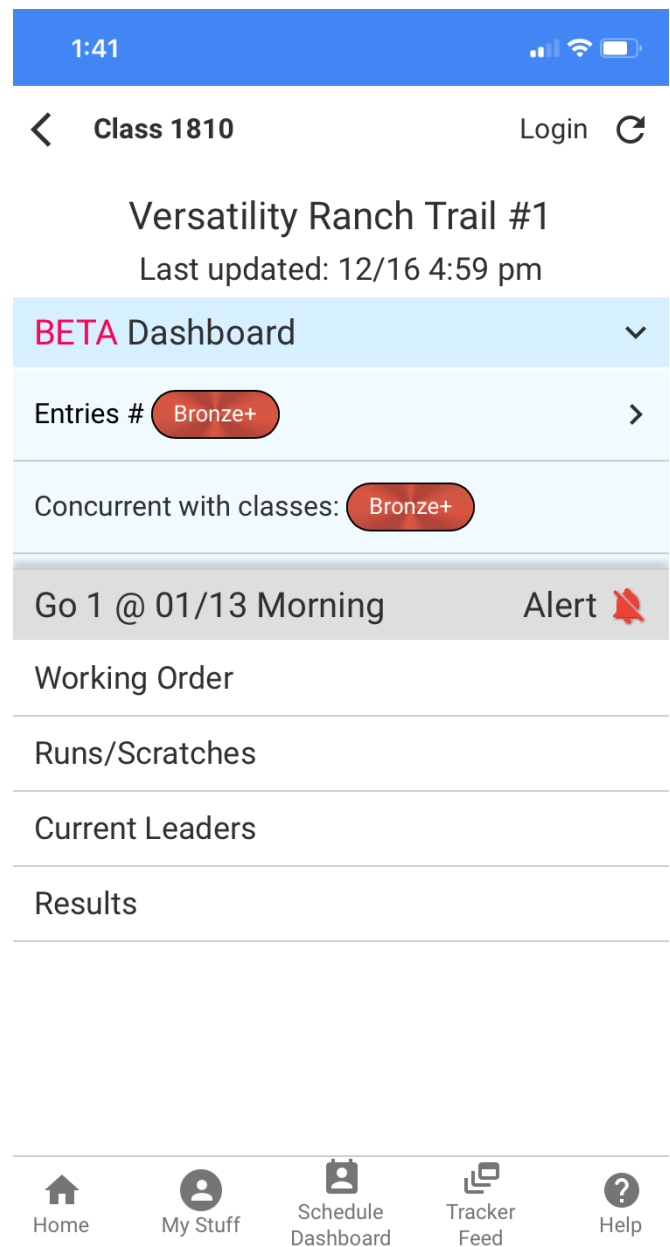 1:41
Class 1810 Login
Versatility Ranch Trail #1
Last updated: 12/16 4:59 pm
BETA Dashboard
Entries # Bronze+
Concurrent with classes: Bronze+
Go 1 @ 01/13 Morning Alert
Working Order
Runs/Scratches
Current Leaders
Results
Home My Stuff Schedule Dashboard Tracker Feed Help